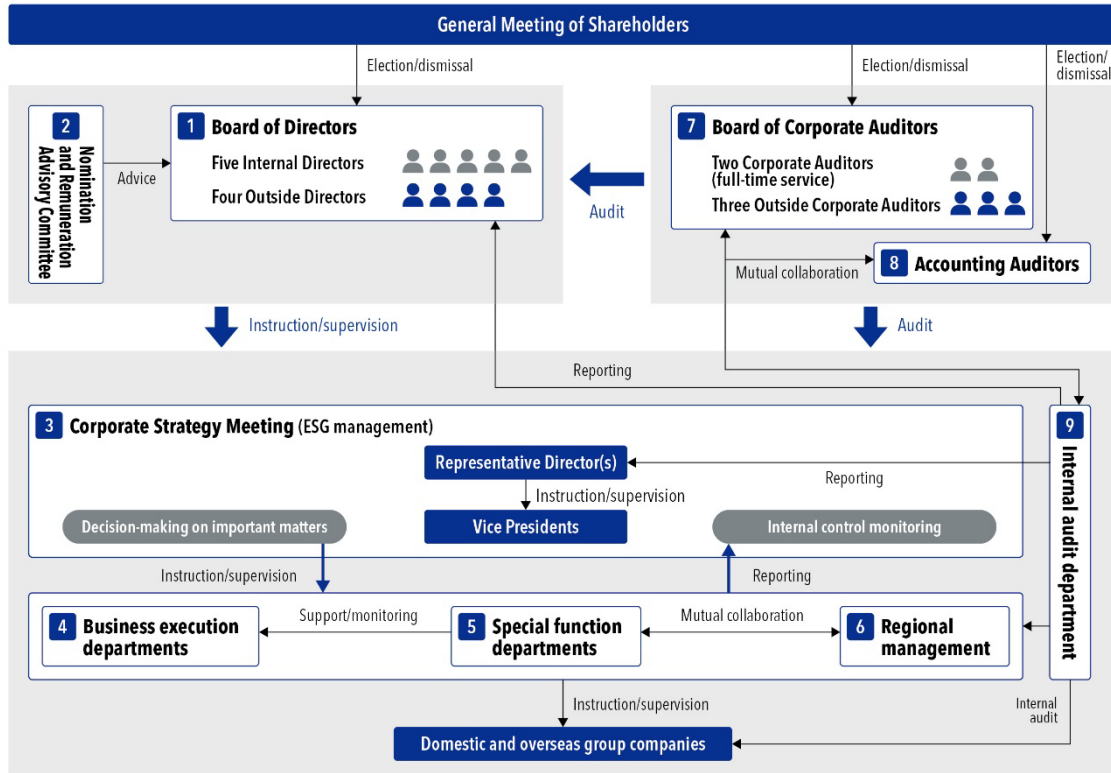 General Meeting of Shareholders
Election/dismissal
Election/dismissal
Election/
dismissal
2
Nomination
and Remuneration
Advisory Committee
Advice
1 Board of Directors
Five Internal Directors
Four Outside Directors
Audit
7 Board of Corporate Auditors
Two Corporate Auditors
(full-time service)
Three Outside Corporate Auditors
Mutual collaboration
8 Accounting Auditors
Instruction/supervision
Audit
Reporting
3 Corporate Strategy Meeting (ESG management)
Representative Director(s)
Reporting
Instruction/supervision
Decision-making on important matters
Vice Presidents
Internal control monitoring
9
Internal audit department
Instruction/supervision
Reporting
4 Business execution
departments
Support/monitoring
5 Special function
departments
Mutual collaboration
6 Regional
management
Instruction/supervision
Internal
audit
Domestic and overseas group companies